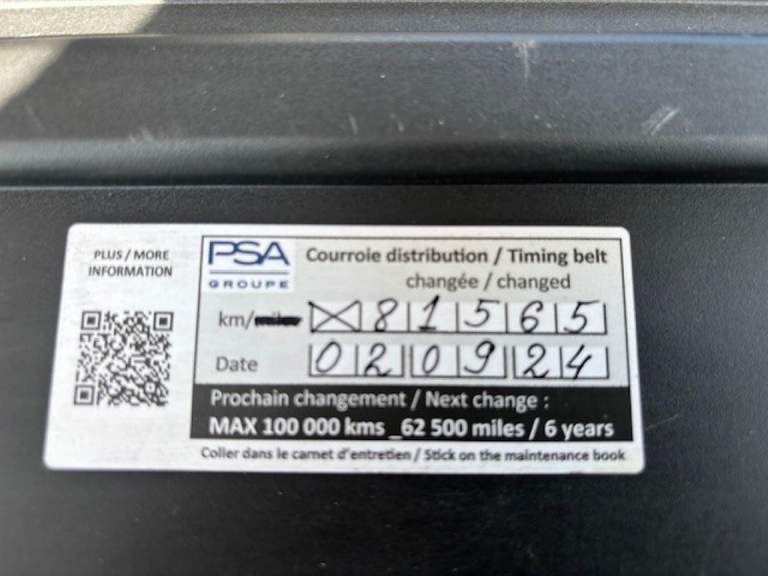 PLUS / MORE
INFORMATION
PSA
GROUPE
Courroie distribution / Timing belt
changée / changed
km/miles 81565
Date 020924
Prochain changement / Next change :
MAX 100 000 kms _62 500 miles / 6 years
Coller dans le carnet d'entretien / Stick on the maintenance book